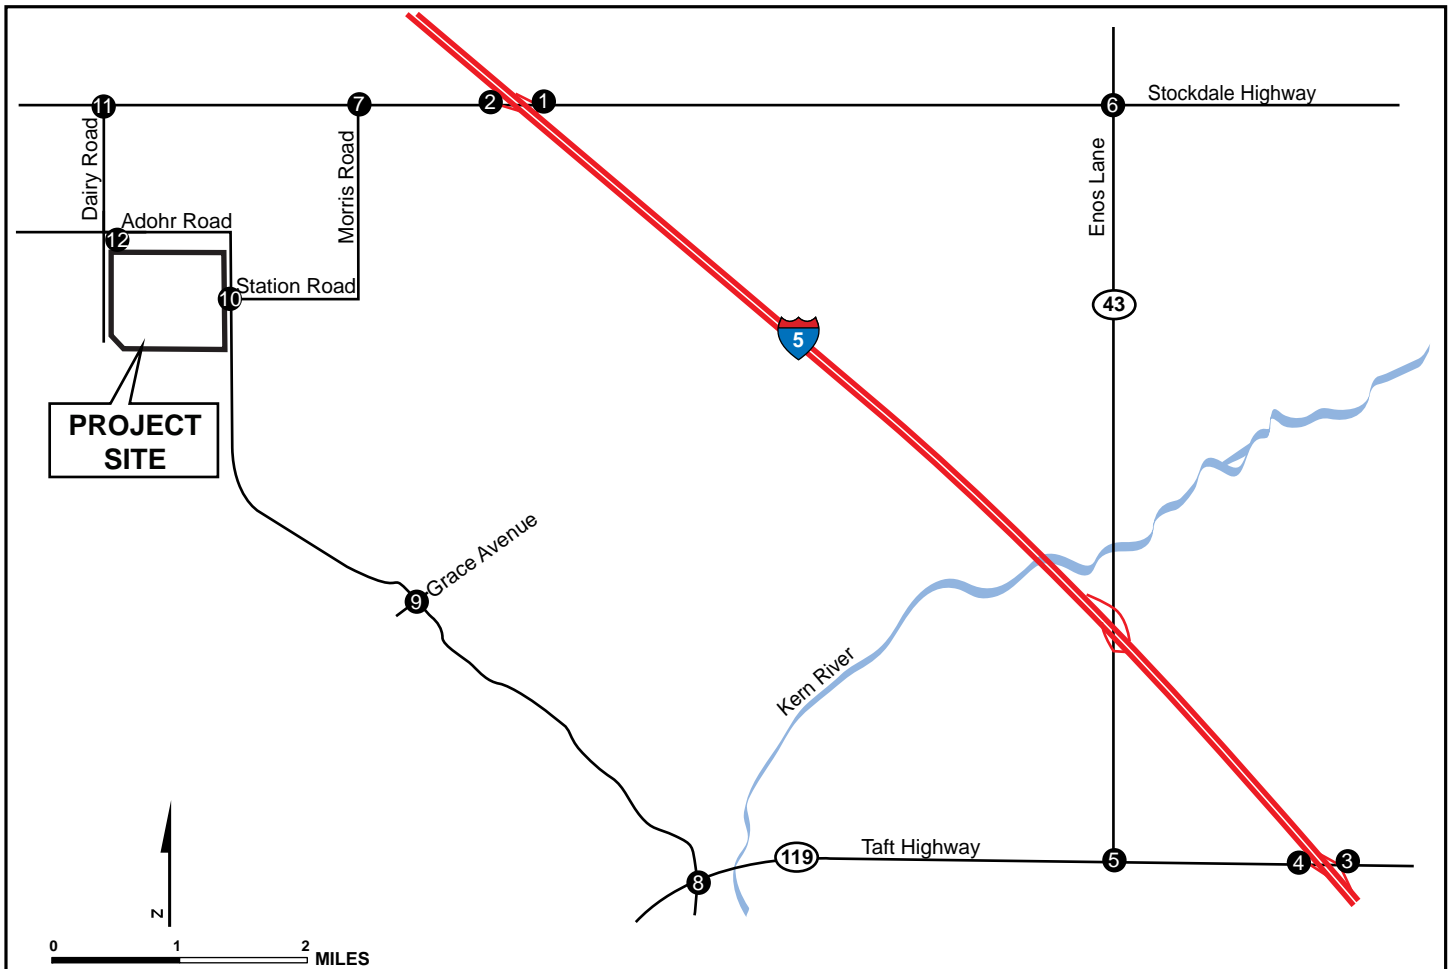 11
7
2
1
6
Stockdale Highway
Dairy Road
Morris Road
Enos Lane
Adohr Road
12
Station Road
10
43
5
PROJECT
SITE
Grace Avenue
9
Kern River
Taft Highway
119
5
4
3
8
N
0 1 2
MILES